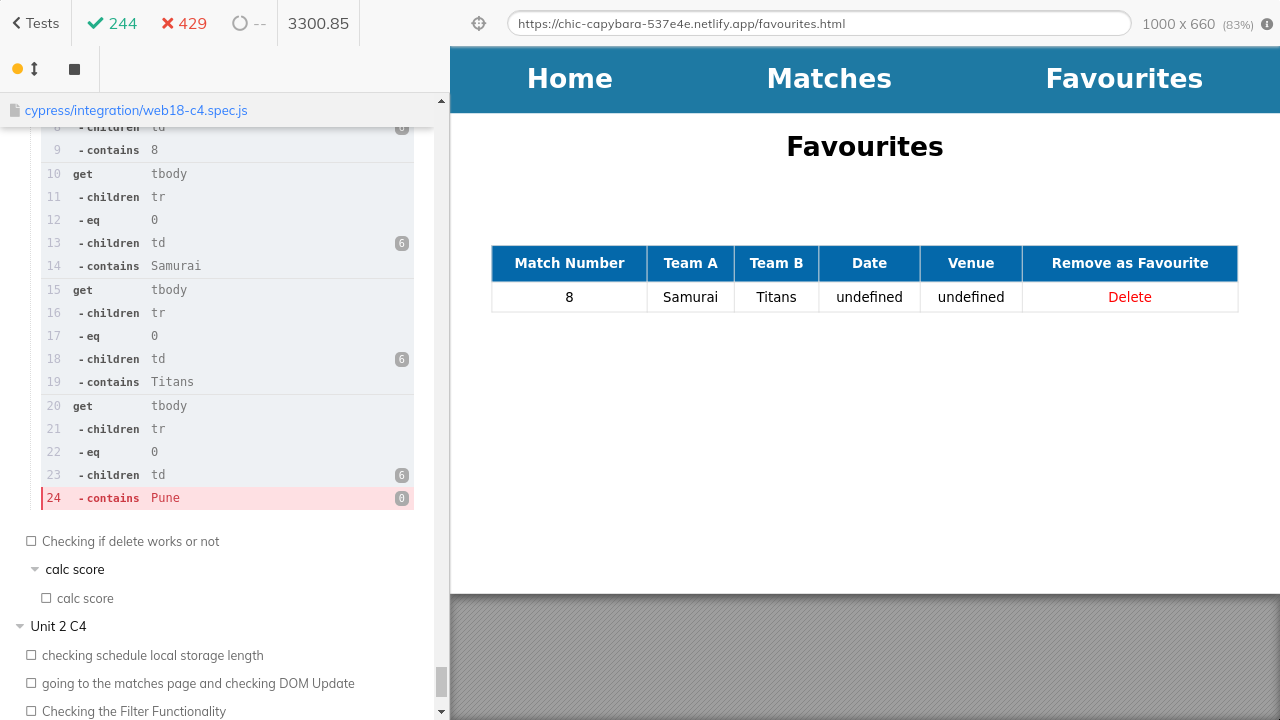 Tests 244 429 -- 3300.85 https://chic-capybara-537e4e.netlify.app/favourites.html 1000 x 660 (83%)
cypress/integration/web18-c4.spec.js
8 - children td 6
9 - contains 8
10 get tbody
11 - children tr
12 - eq 0
13 - children td 6
14 - contains Samurai
15 get tbody
16 - children tr
17 - eq 0
18 - children td 6
19 - contains Titans
20 get tbody
21 - children tr
22 - eq 0
23 - children td 6
24 - contains Pune 0
Checking if delete works or not
calc score
calc score
Unit 2 C4
checking schedule local storage length
going to the matches page and checking DOM Update
Checking the Filter Functionality
Home Matches Favourites
Favourites
Match Number Team A Team B Date Venue Remove as Favourite
8 Samurai Titans undefined undefined Delete